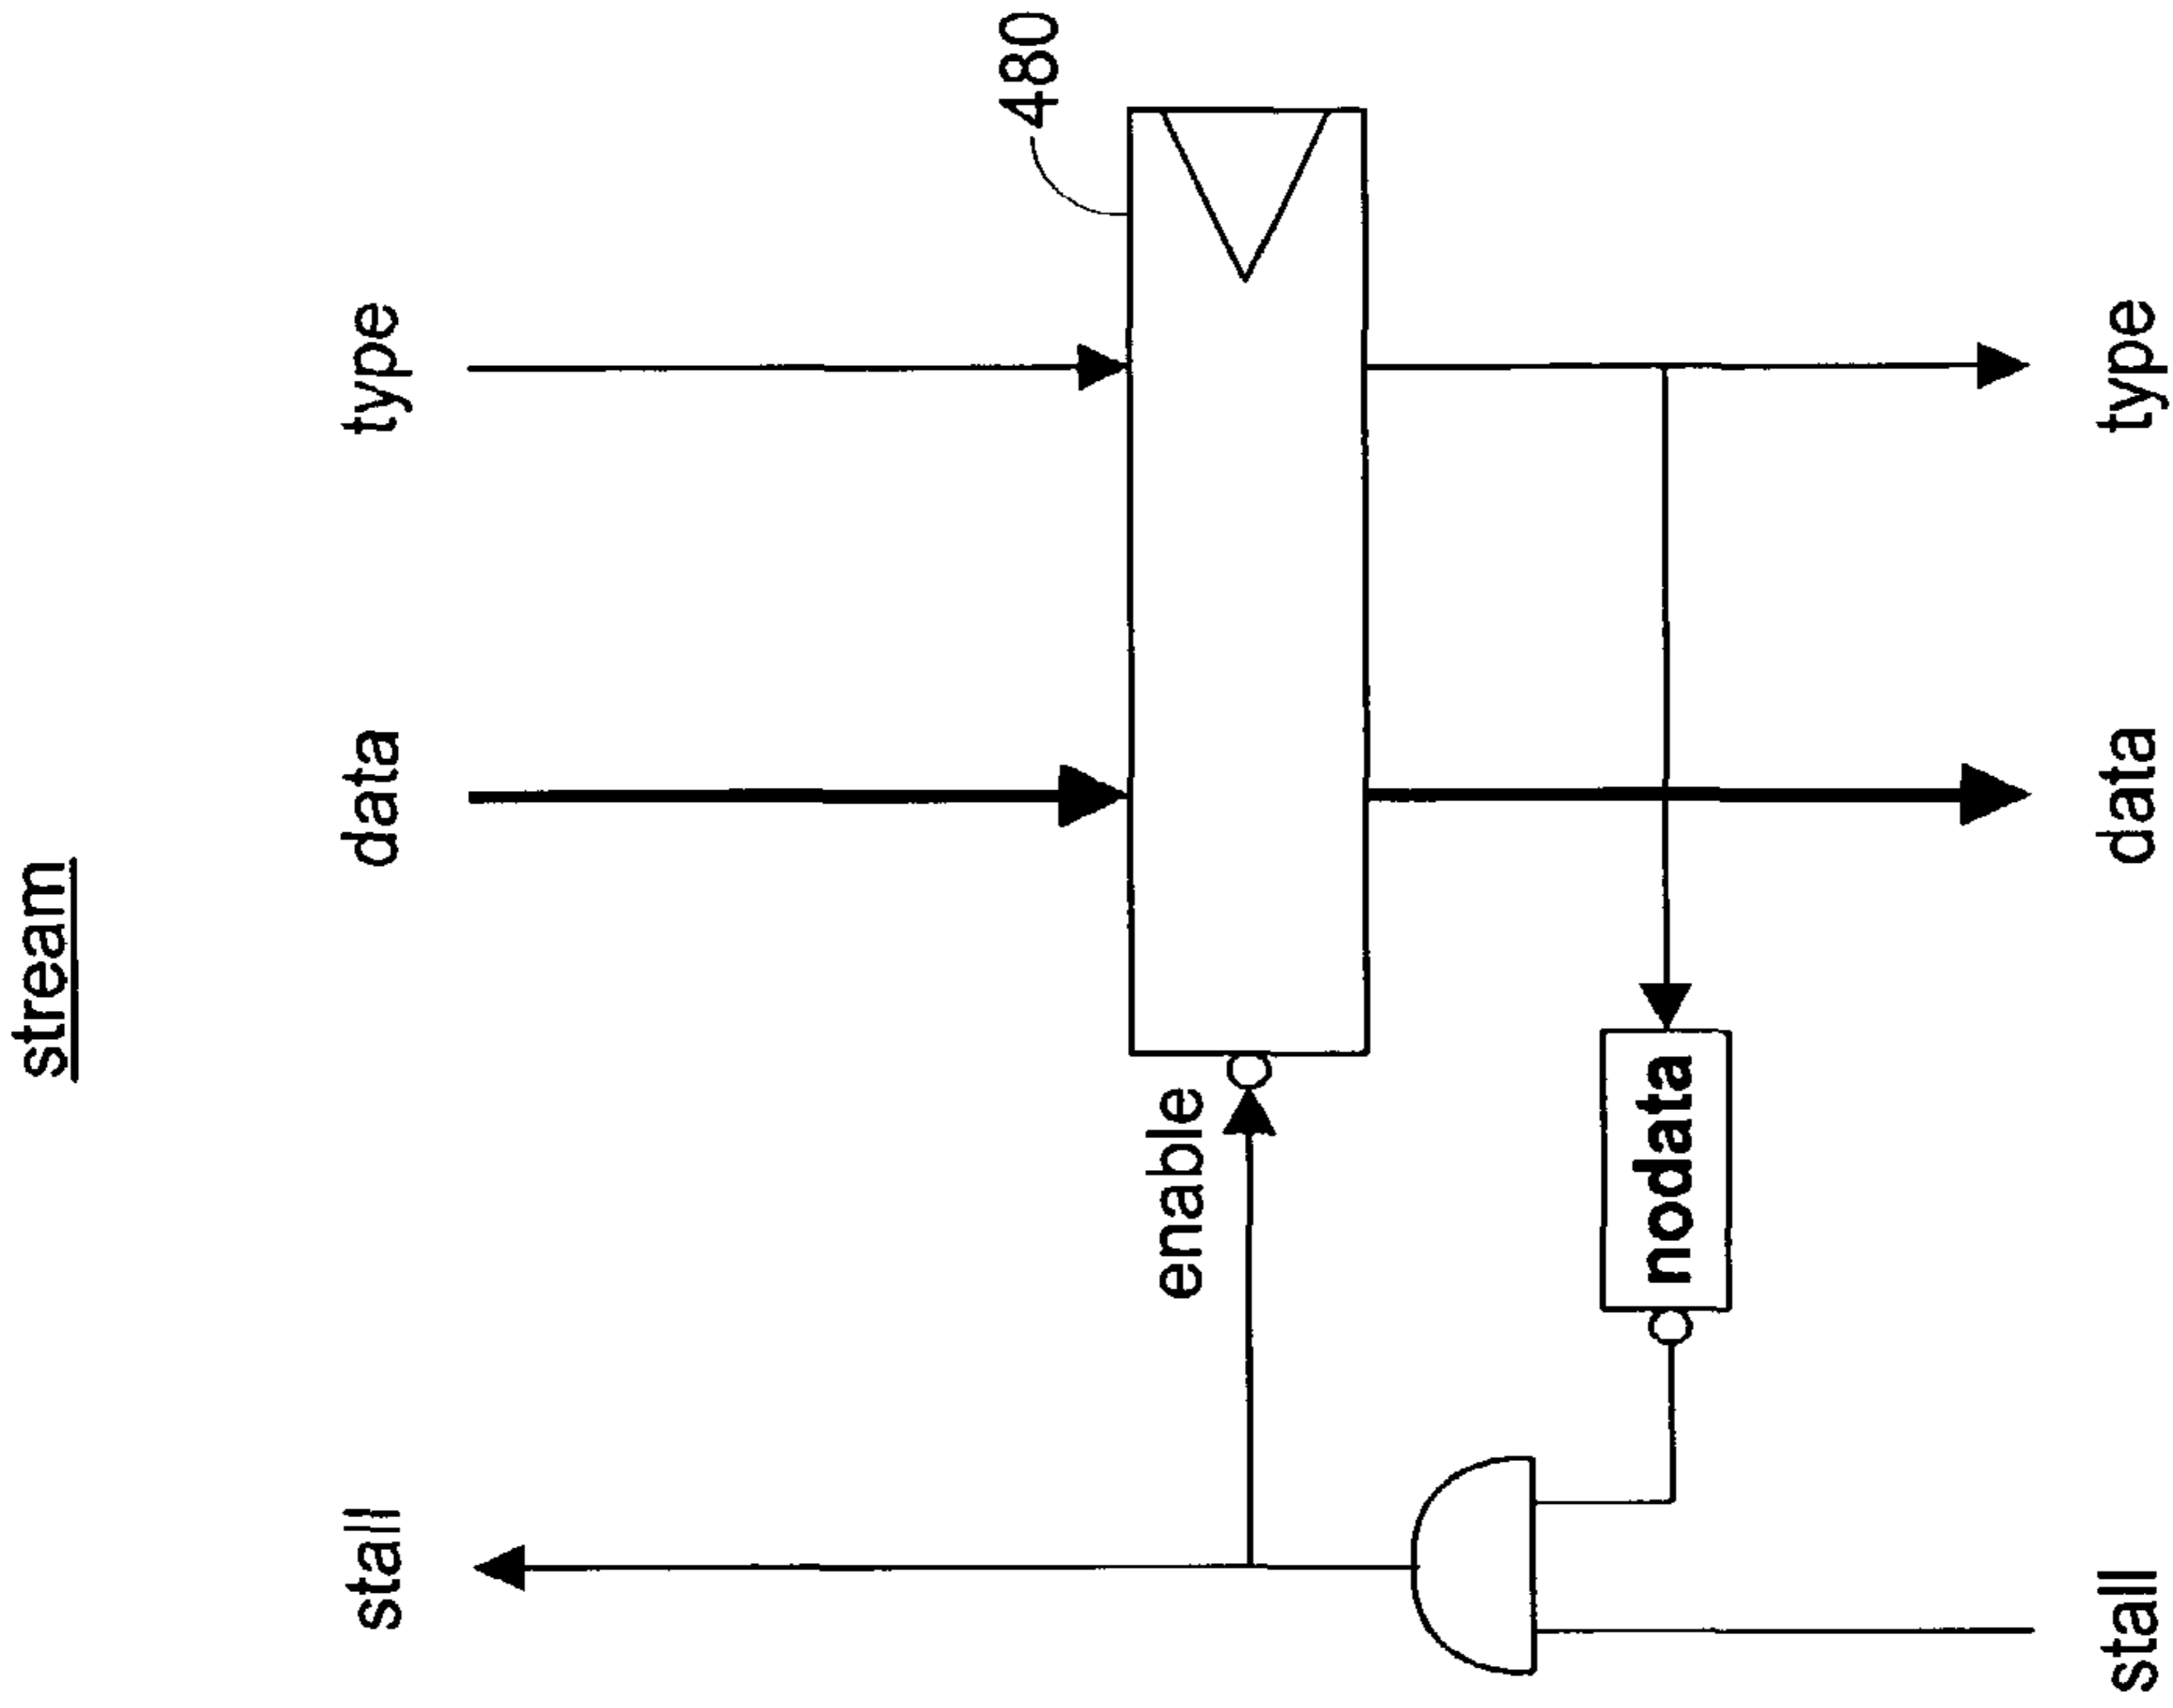 stream
stall
data
type
480
enable
nodata
stall
data
type